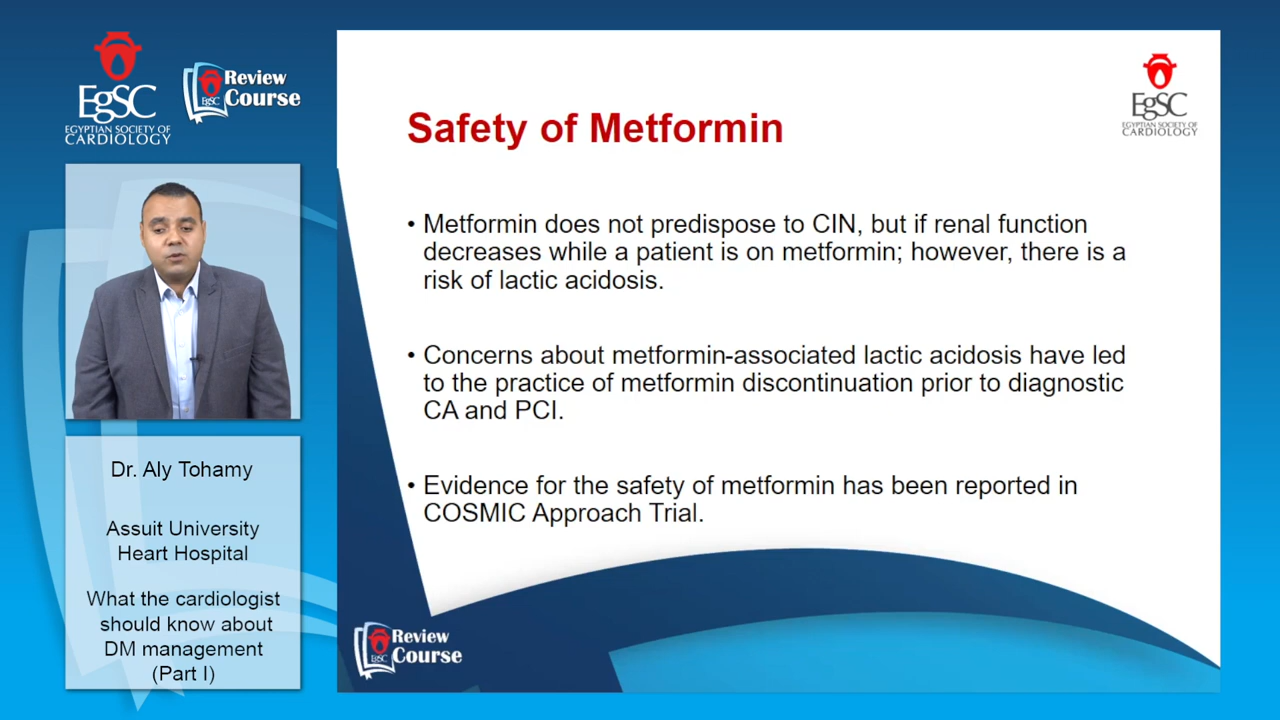 EgSC
EGYPTIAN SOCIETY OF
CARDIOLOGY
EgSC
Review
Course
Dr. Aly Tohamy
Assuit University
Heart Hospital
What the cardiologist
should know about
DM management
(Part I)
EgSC
EGYPTIAN SOCIETY OF
CARDIOLOGY
Safety of Metformin
• Metformin does not predispose to CIN, but if renal function
decreases while a patient is on metformin; however, there is a
risk of lactic acidosis.
• Concerns about metformin-associated lactic acidosis have led
to the practice of metformin discontinuation prior to diagnostic
CA and PCI.
• Evidence for the safety of metformin has been reported in
COSMIC Approach Trial.
EgSC
Review
Course